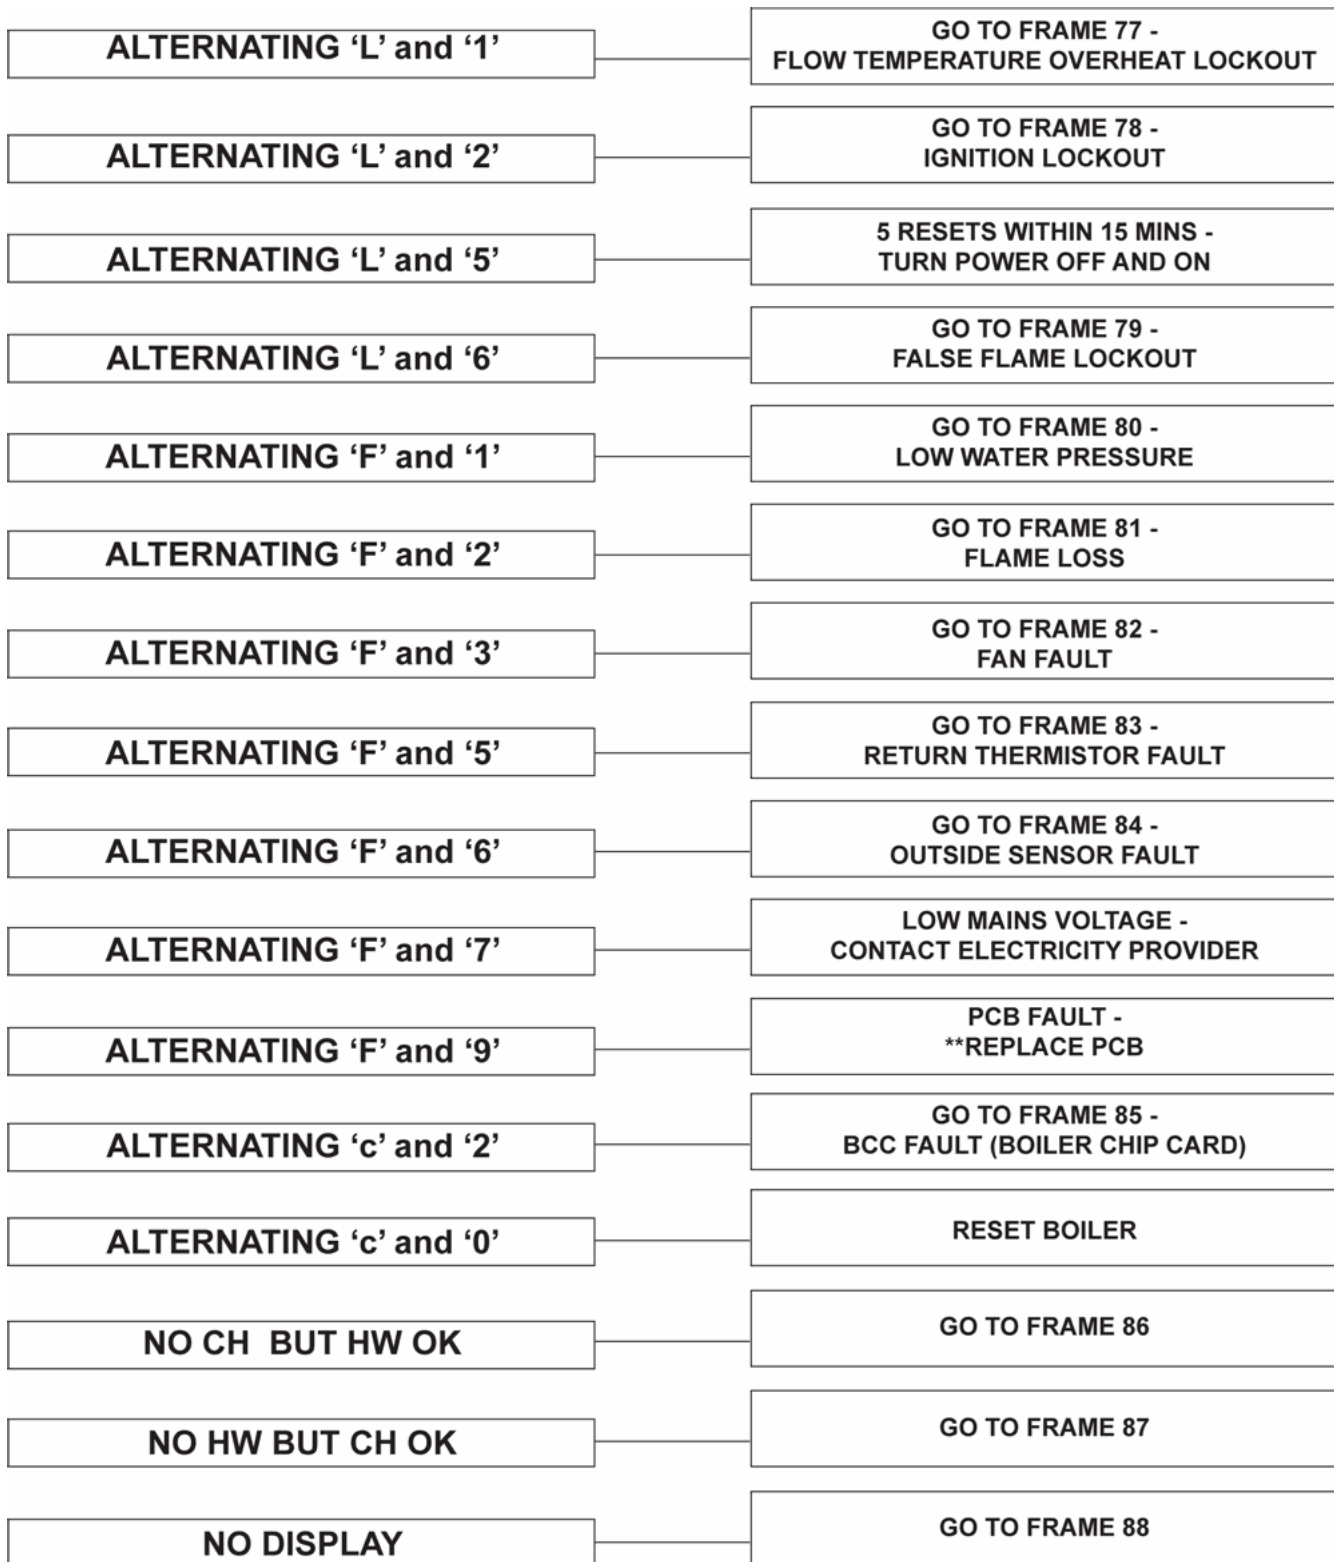 ALTERNATING ‘L’ and ‘1’
GO TO FRAME 77 -
FLOW TEMPERATURE OVERHEAT LOCKOUT
ALTERNATING ‘L’ and ‘2’
GO TO FRAME 78 -
IGNITION LOCKOUT
ALTERNATING ‘L’ and ‘5’
5 RESETS WITHIN 15 MINS -
TURN POWER OFF AND ON
ALTERNATING ‘L’ and ‘6’
GO TO FRAME 79 -
FALSE FLAME LOCKOUT
ALTERNATING ‘F’ and ‘1’
GO TO FRAME 80 -
LOW WATER PRESSURE
ALTERNATING ‘F’ and ‘2’
GO TO FRAME 81 -
FLAME LOSS
ALTERNATING ‘F’ and ‘3’
GO TO FRAME 82 -
FAN FAULT
ALTERNATING ‘F’ and ‘5’
GO TO FRAME 83 -
RETURN THERMISTOR FAULT
ALTERNATING ‘F’ and ‘6’
GO TO FRAME 84 -
OUTSIDE SENSOR FAULT
ALTERNATING ‘F’ and ‘7’
LOW MAINS VOLTAGE -
CONTACT ELECTRICITY PROVIDER
ALTERNATING ‘F’ and ‘9’
PCB FAULT -
**REPLACE PCB
ALTERNATING ‘c’ and ‘2’
GO TO FRAME 85 -
BCC FAULT (BOILER CHIP CARD)
ALTERNATING ‘c’ and ‘0’
RESET BOILER
NO CH BUT HW OK
GO TO FRAME 86
NO HW BUT CH OK
GO TO FRAME 87
NO DISPLAY
GO TO FRAME 88